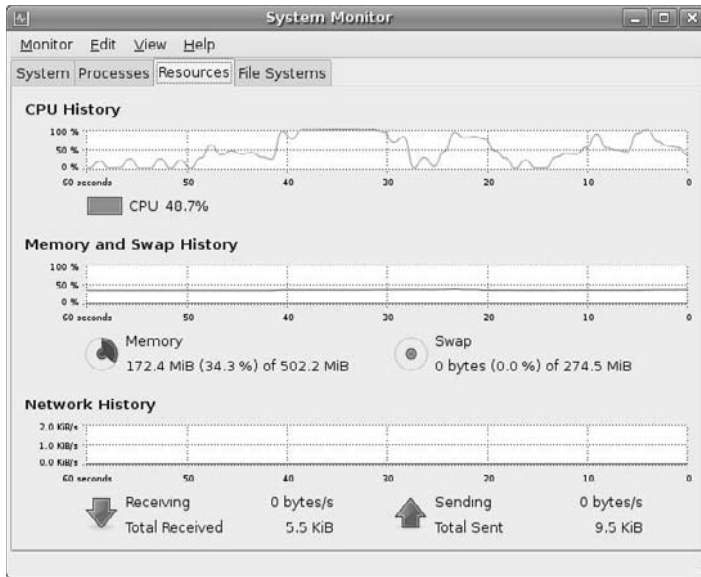 System Monitor
Monitor Edit View Help
System Processes Resources File Systems
CPU History
100 %
50 %
0 %
60 seconds 50 40 30 20 10 0
CPU 48.7%
Memory and Swap History
100 %
50 %
0 %
60 seconds 50 40 30 20 10 0
Memory Swap
172.4 MiB (34.3 %) of 502.2 MiB 0 bytes (0.0 %) of 274.5 MiB
Network History
2.0 KiB/s
1.0 KiB/s
0.0 KiB/s
60 seconds 50 40 30 20 10 0
Receiving 0 bytes/s Sending 0 bytes/s
Total Received 5.5 KiB Total Sent 9.5 KiB